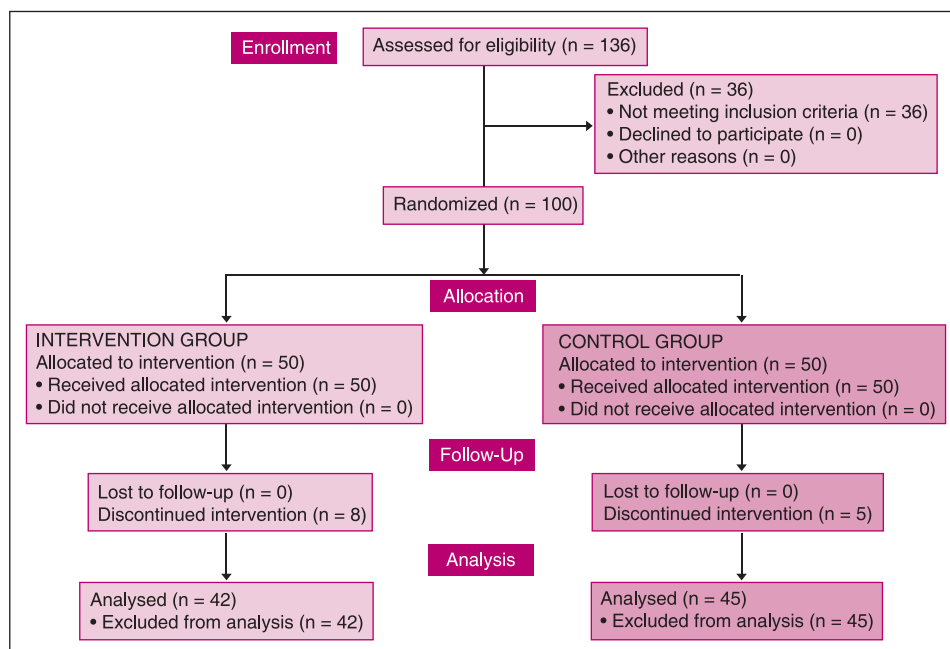 Enrollment
Assessed for eligibility (n = 136)
Excluded (n = 36)
• Not meeting inclusion criteria (n = 36)
• Declined to participate (n = 0)
• Other reasons (n = 0)
Randomized (n = 100)
Allocation
INTERVENTION GROUP
Allocated to intervention (n = 50)
• Received allocated intervention (n = 50)
• Did not receive allocated intervention (n = 0)
CONTROL GROUP
Allocated to intervention (n = 50)
• Received allocated intervention (n = 50)
• Did not receive allocated intervention (n = 0)
Follow-Up
Lost to follow-up (n = 0)
Discontinued intervention (n = 8)
Lost to follow-up (n = 0)
Discontinued intervention (n = 5)
Analysis
Analysed (n = 42)
• Excluded from analysis (n = 42)
Analysed (n = 45)
• Excluded from analysis (n = 45)